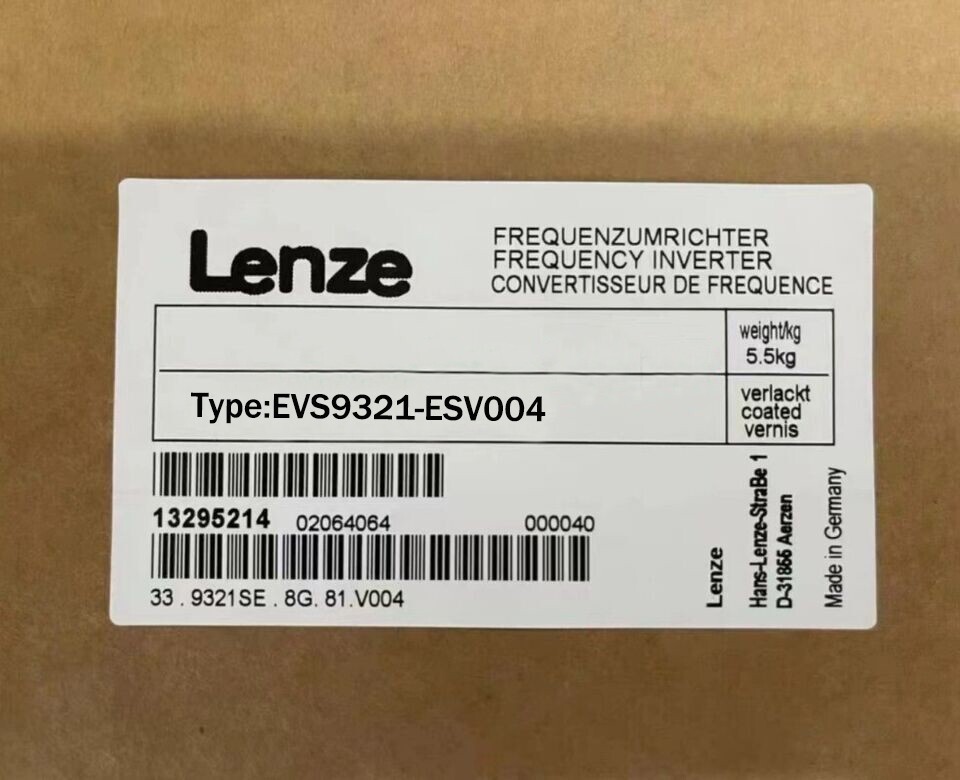 Lenze
FREQUENZUMRICHTER
FREQUENCY INVERTER
CONVERTISSEUR DE FREQUENCE
weight/kg
5.5kg
Type:EVS9321-ESV004
verlackt
coated
vernis
13295214 02064064 000040
33 . 9321SE . 8G. 81.V004
Lenze
Hans-Lenze-StraBe 1
D-31855 Aerzen
Made in Germany